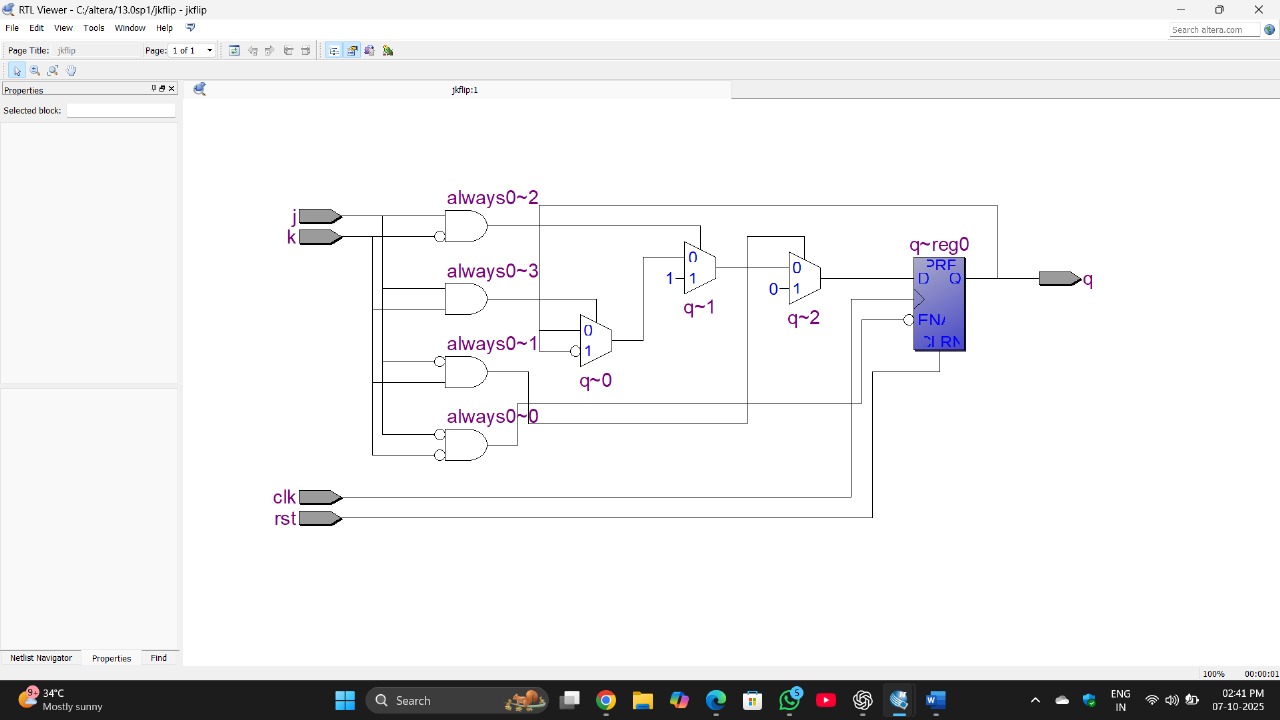 RTL Viewer - C:/altera/13.0sp1/jkflip - jkflip
File Edit View Tools Window Help
Search altera.com
Page Title: jkflip Page: 1 of 1
Properties
jkflip:1
Selected block:
always0~2
j
k
always0~3
always0~1
always0~0
0
1 1
q~1
0
1
q~0
0
0 1
q~2
q~reg0
PRE
D Q
ENA
CLRN
q
clk
rst
Netlist Navigator Properties Find
100% 00:00:01
9+
34°C
Mostly sunny
Search
5
ENG
IN
02:41 PM
07-10-2025